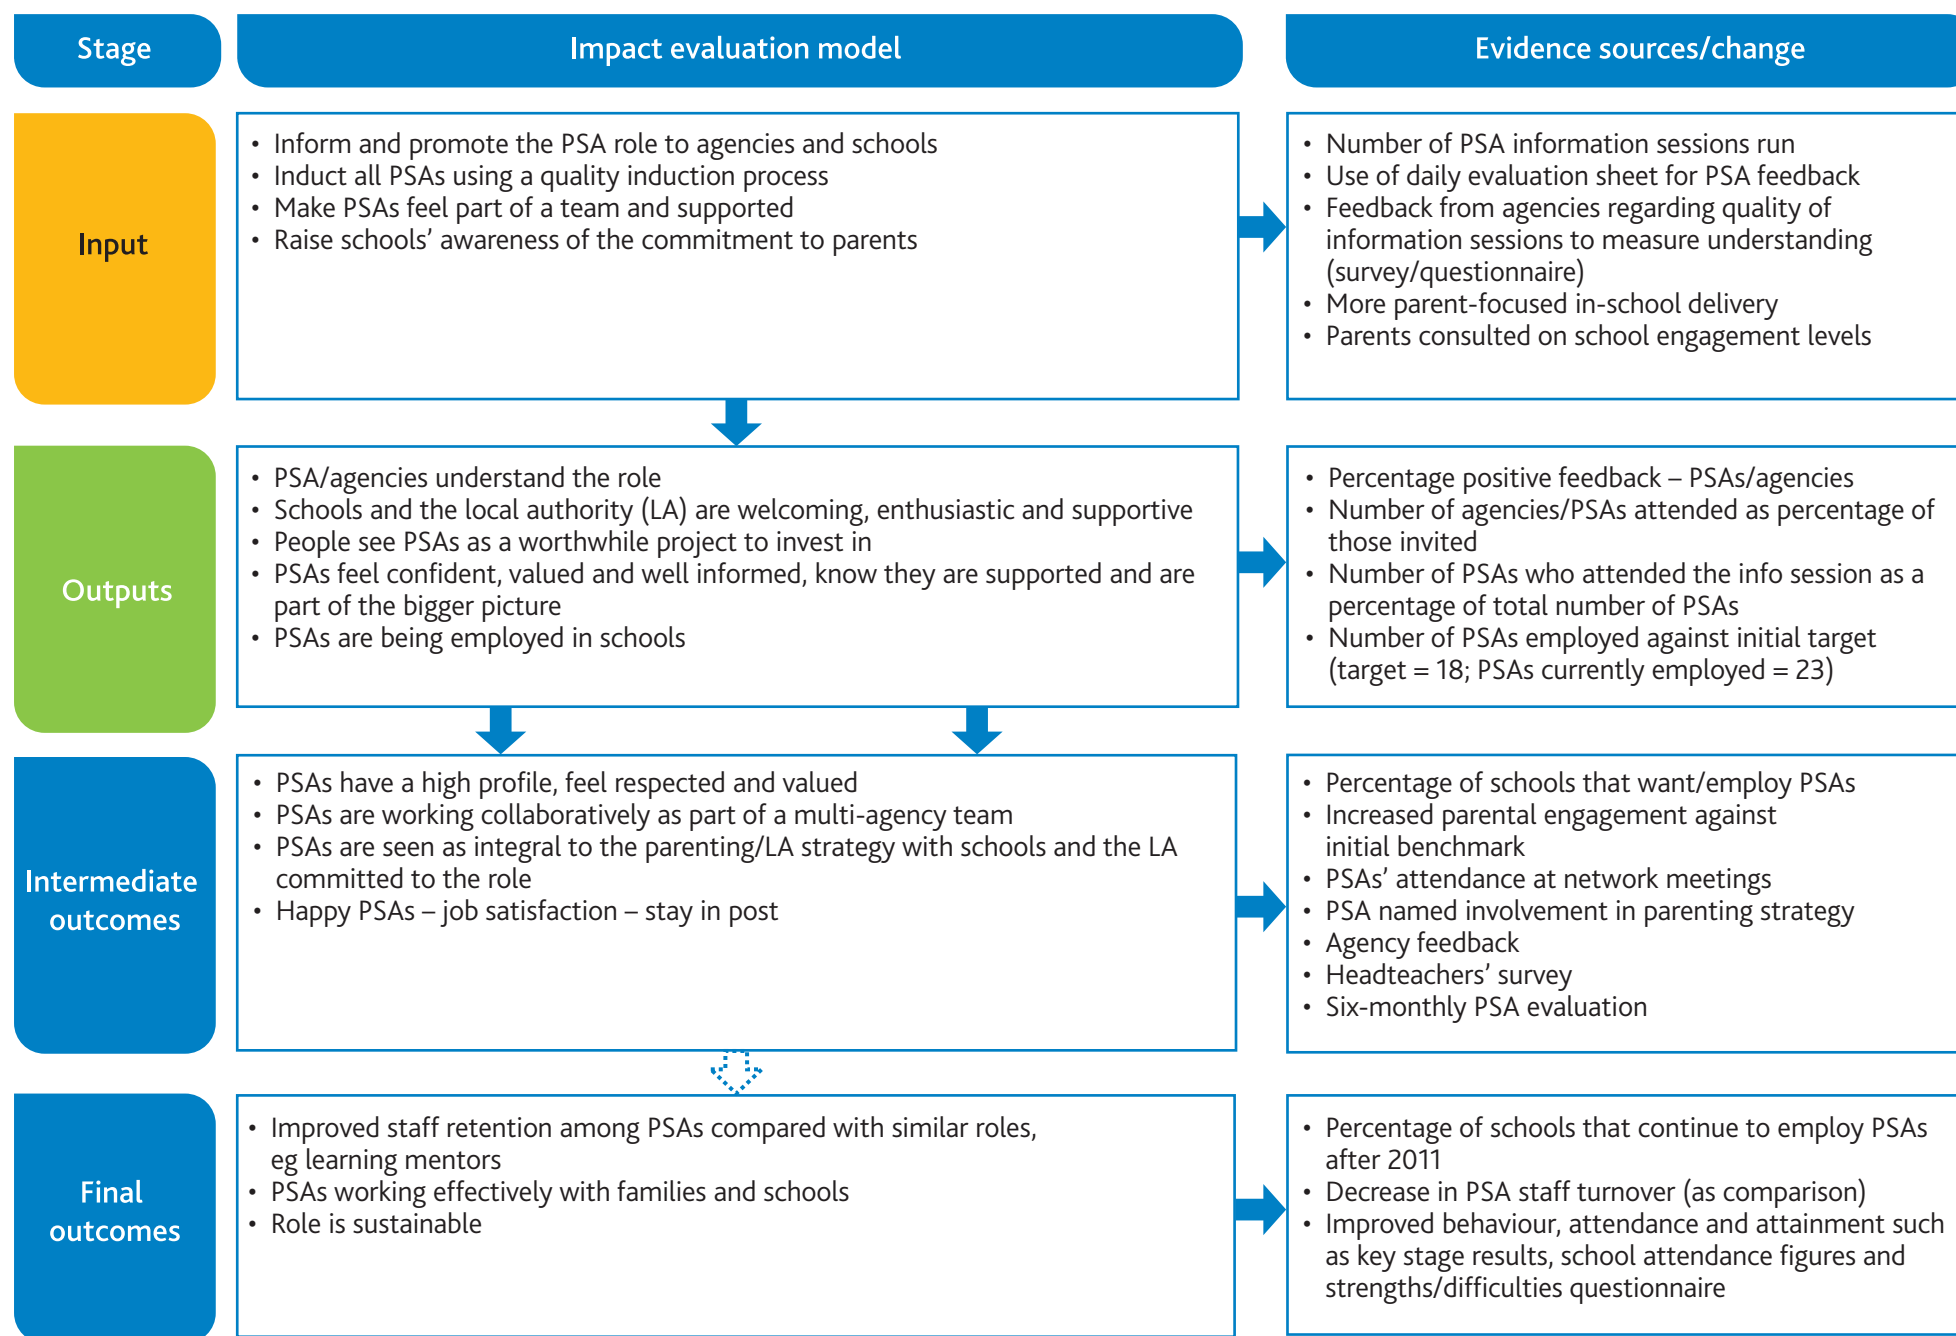 Stage
Impact evaluation model
Evidence sources/change
Input
• Inform and promote the PSA role to agencies and schools
• Induct all PSAs using a quality induction process
• Make PSAs feel part of a team and supported
• Raise schools’ awareness of the commitment to parents
• Number of PSA information sessions run
• Use of daily evaluation sheet for PSA feedback
• Feedback from agencies regarding quality of
information sessions to measure understanding
(survey/questionnaire)
• More parent-focused in-school delivery
• Parents consulted on school engagement levels
Outputs
• PSA/agencies understand the role
• Schools and the local authority (LA) are welcoming, enthusiastic and supportive
• People see PSAs as a worthwhile project to invest in
• PSAs feel confident, valued and well informed, know they are supported and are
part of the bigger picture
• PSAs are being employed in schools
• Percentage positive feedback – PSAs/agencies
• Number of agencies/PSAs attended as percentage of
those invited
• Number of PSAs who attended the info session as a
percentage of total number of PSAs
• Number of PSAs employed against initial target
(target = 18; PSAs currently employed = 23)
Intermediate
outcomes
• PSAs have a high profile, feel respected and valued
• PSAs are working collaboratively as part of a multi-agency team
• PSAs are seen as integral to the parenting/LA strategy with schools and the LA
committed to the role
• Happy PSAs – job satisfaction – stay in post
• Percentage of schools that want/employ PSAs
• Increased parental engagement against
initial benchmark
• PSAs’ attendance at network meetings
• PSA named involvement in parenting strategy
• Agency feedback
• Headteachers’ survey
• Six-monthly PSA evaluation
Final
outcomes
• Improved staff retention among PSAs compared with similar roles,
eg learning mentors
• PSAs working effectively with families and schools
• Role is sustainable
• Percentage of schools that continue to employ PSAs
after 2011
• Decrease in PSA staff turnover (as comparison)
• Improved behaviour, attendance and attainment such
as key stage results, school attendance figures and
strengths/difficulties questionnaire